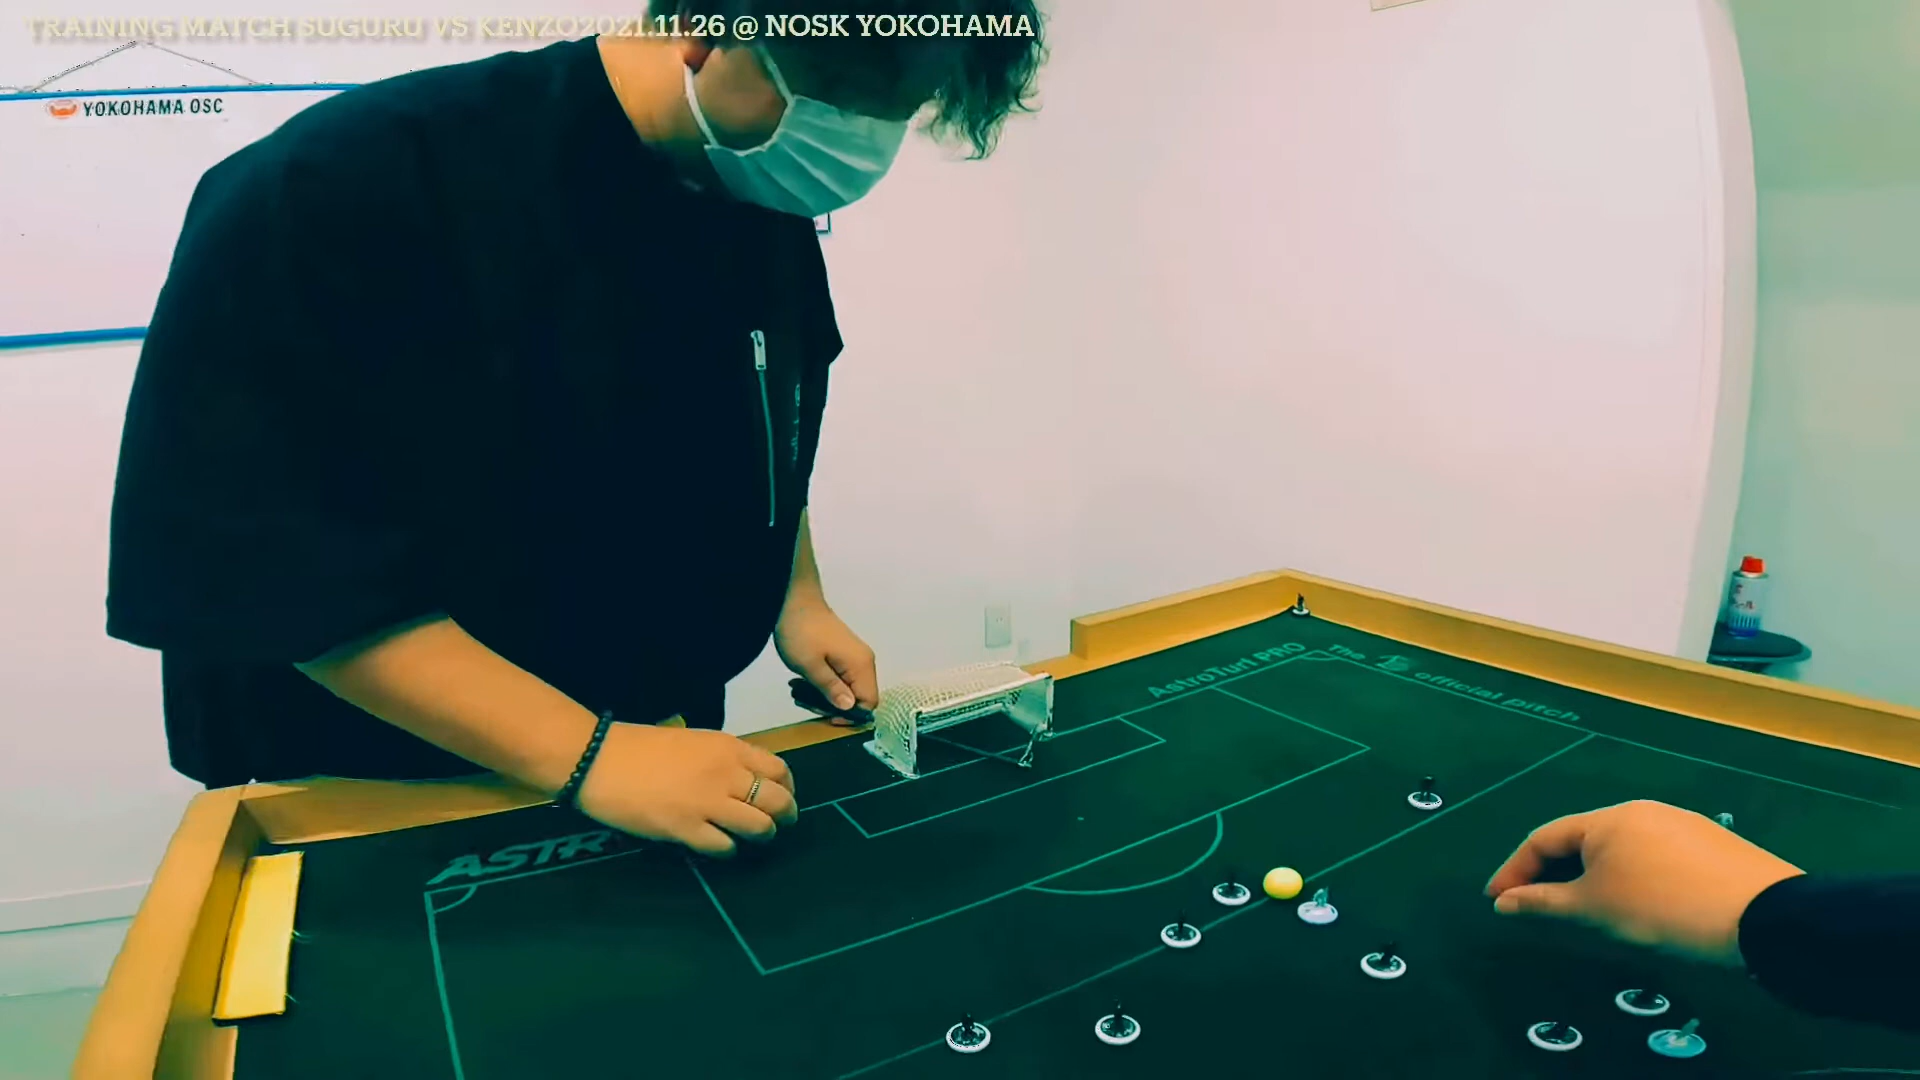 TRAINING MATCH SUGURU VS KENZO2021.11.26 @ NOSK YOKOHAMA
YOKOHAMA OSC
AstroTurf PRO
The official pitch
ASTR